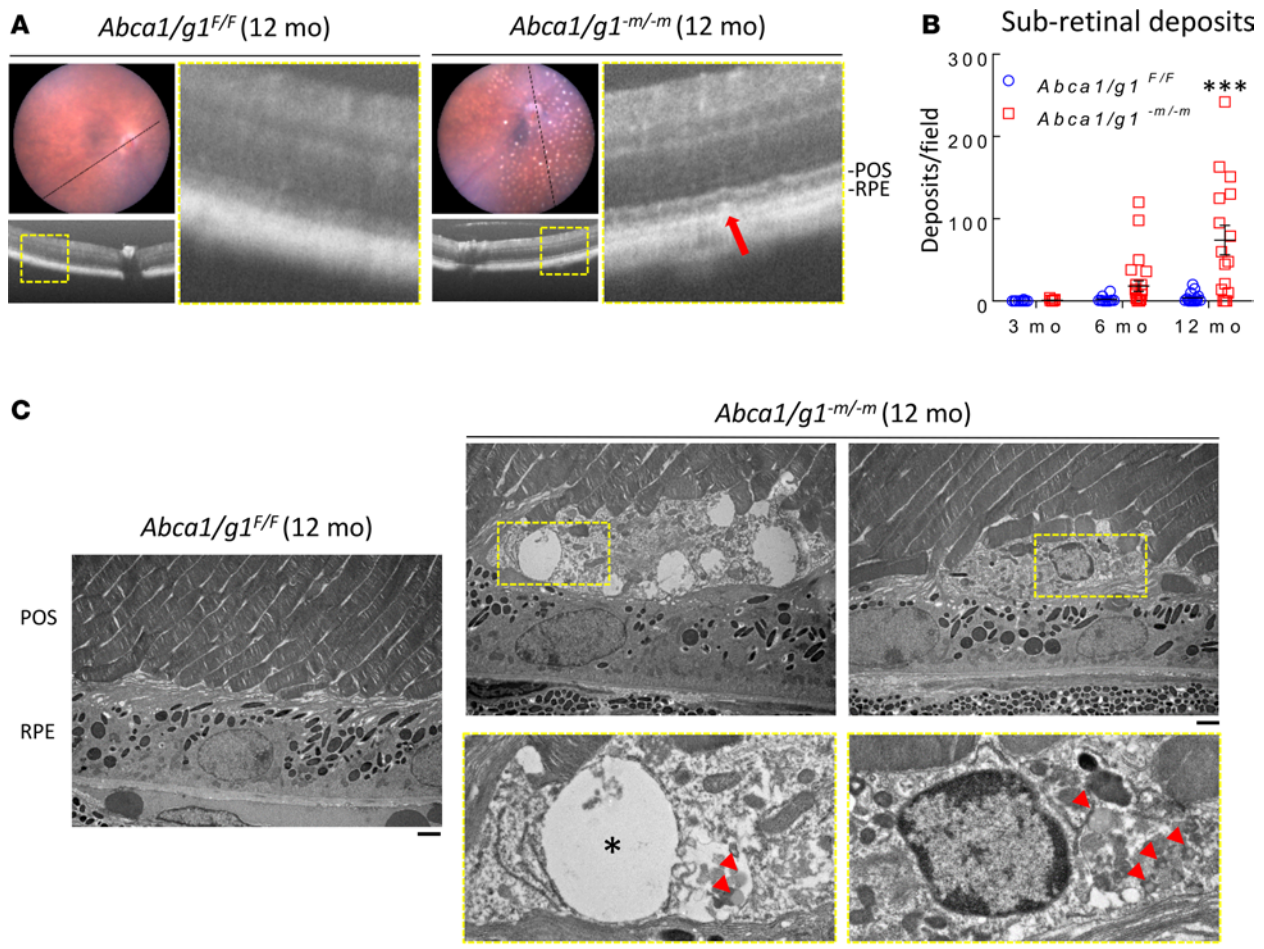 A
Abca1/g1F/F (12 mo)
Abca1/g1-m/-m (12 mo)
-POS
-RPE
B
Sub-retinal deposits
Deposits/field
300
200
100
0
Abca1/g1 F/F
Abca1/g1 -m/-m
***
3 mo
6 mo
12 mo
C
Abca1/g1F/F (12 mo)
POS
RPE
Abca1/g1-m/-m (12 mo)
*